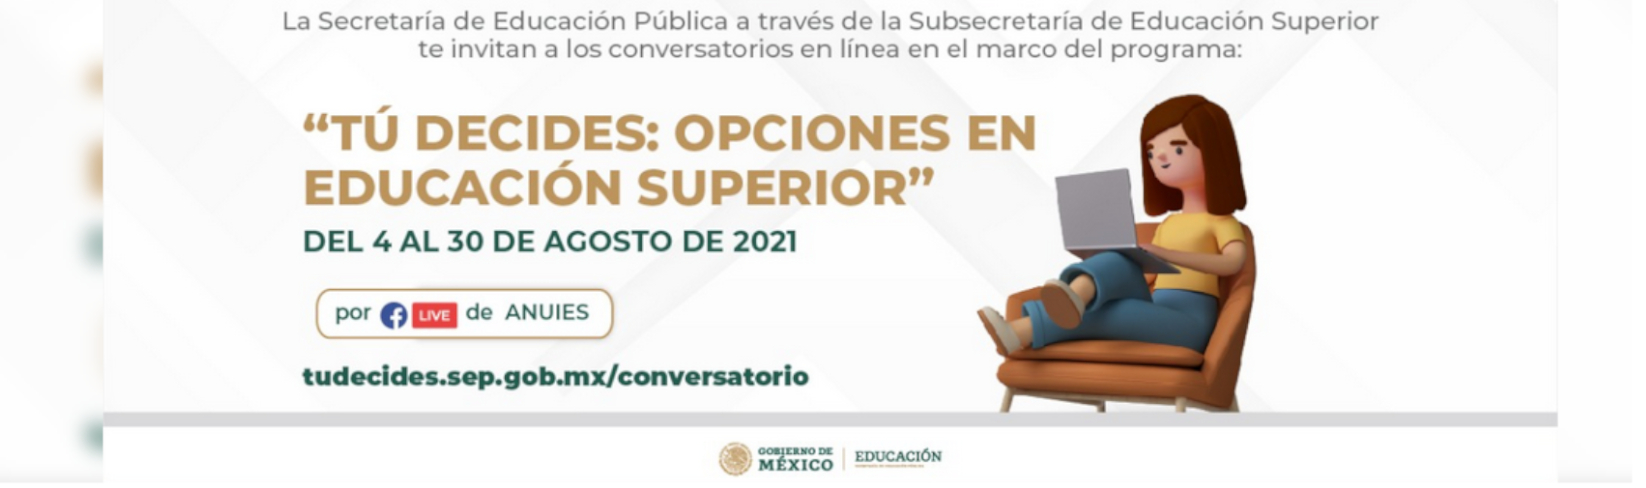 La Secretaría de Educación Pública a través de la Subsecretaría de Educación Superior
te invitan a los conversatorios en línea en el marco del programa:
“TÚ DECIDES: OPCIONES EN
EDUCACIÓN SUPERIOR”
DEL 4 AL 30 DE AGOSTO DE 2021
por LIVE de ANUIES
tudecides.sep.gob.mx/conversatorio
GOBIERNO DE
MÉXICO
EDUCACIÓN